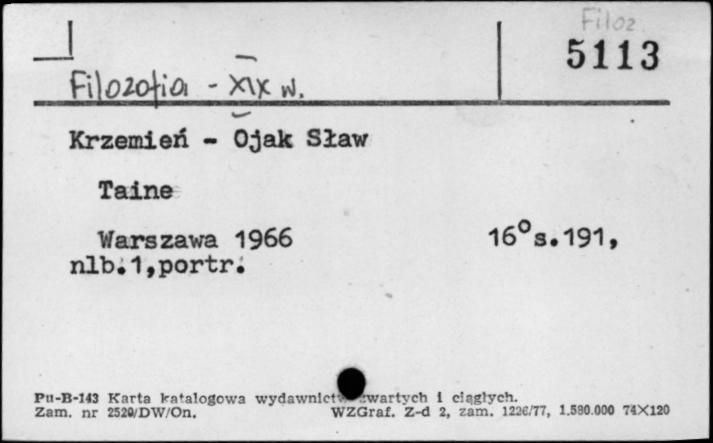 Filoz
5113
Filozofia - XIX w.
Krzemień - Ojak Sław
Taine
Warszawa 1966 16° s.191,
nlb.1,portr.
Pu-B-143 Karta katalogowa wydawnictw zwartych i ciągłych.
Zam. nr 2520/DW/On. WZGraf. Z-d 2, zam. 1226/77, 1.580.000 74X120